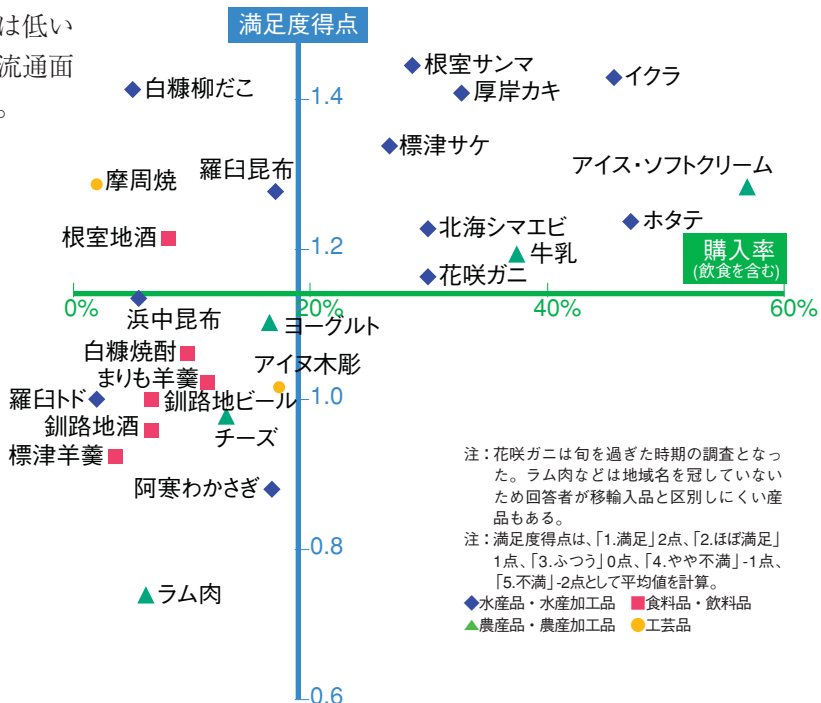 は低い
流通面
。
満足度得点
根室サンマ
イクラ
白糠柳だこ
1.4
厚岸カキ
標津サケ
アイス・ソフトクリーム
羅臼昆布
摩周焼
北海シマエビ
ホタテ
根室地酒
1.2
牛乳
購入率
(飲食を含む)
花咲ガニ
0%
20%
40%
60%
浜中昆布
ヨーグルト
白糠焼酎
アイヌ木彫
まりも羊羹
羅臼トド
釧路地ビール
1.0
釧路地酒
チーズ
標津羊羹
阿寒わかさぎ
0.8
ラム肉
0.6
注：花咲ガニは旬を過ぎた時期の調査となっ
た。ラム肉などは地域名を冠していない
ため回答者が移輸入品と区別しにくい産
品もある。
注：満足度得点は、「1.満足」2点、「2.ほぼ満足」
1点、「3.ふつう」0点、「4.やや不満」-1点、
「5.不満」-2点として平均値を計算。
◆水産品・水産加工品 ■食料品・飲料品
▲農産品・農産加工品 ●工芸品